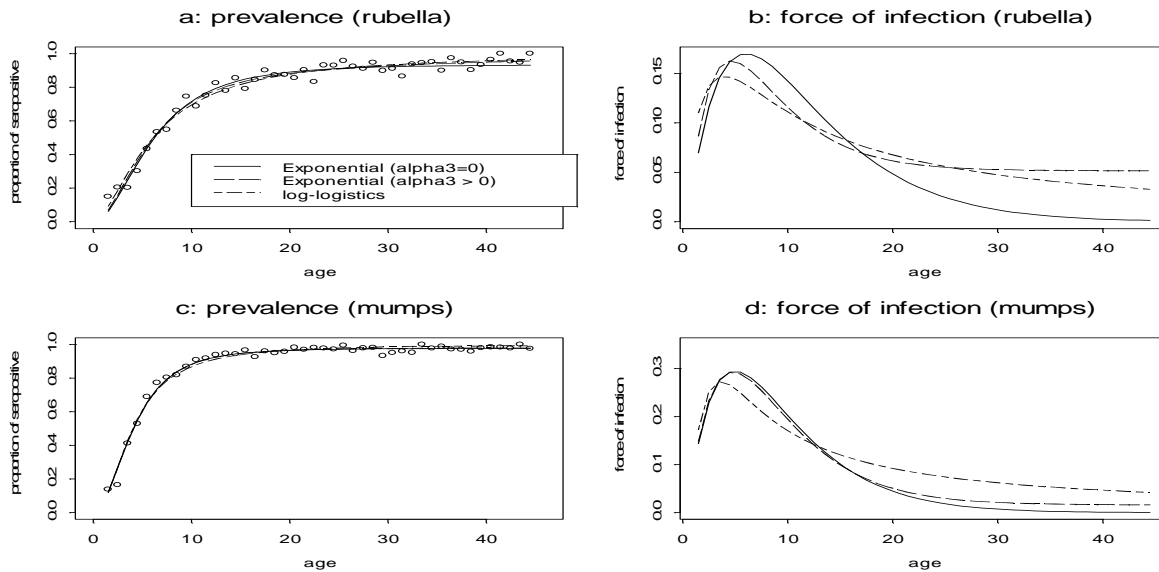 a: prevalence (rubella)
proportion of seropositive
0.0 0.2 0.4 0.6 0.8 1.0
Exponential (alpha3=0)
Exponential (alpha3 > 0)
log-logistics
0 10 20 30 40
age
b: force of infection (rubella)
force of infection
0.0 0.05 0.15
0 10 20 30 40
age
c: prevalence (mumps)
proportion of seropositive
0.0 0.2 0.4 0.6 0.8 1.0
0 10 20 30 40
age
d: force of infection (mumps)
force of infection
0.0 0.1 0.2 0.3
0 10 20 30 40
age